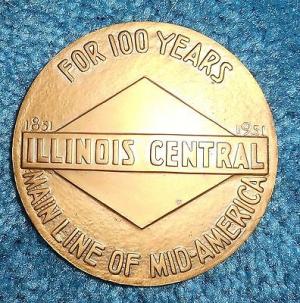 FOR 100 YEARS
1851 1951
ILLINOIS CENTRAL
MAIN LINE OF MID-AMERICA